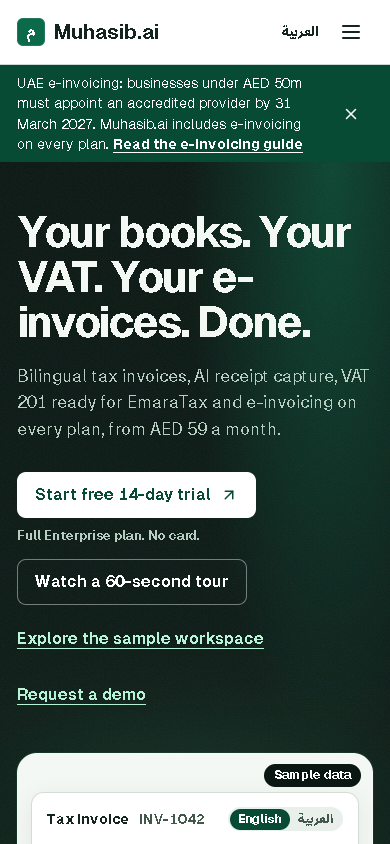 م Muhasib.ai العربية
UAE e-invoicing: businesses under AED 50m
must appoint an accredited provider by 31
March 2027. Muhasib.ai includes e-invoicing
on every plan. Read the e-invoicing guide
Your books. Your
VAT. Your e-
invoices. Done.
Bilingual tax invoices, AI receipt capture, VAT
201 ready for EmaraTax and e-invoicing on
every plan, from AED 59 a month.
Start free 14-day trial
Full Enterprise plan. No card.
Watch a 60-second tour
Explore the sample workspace
Request a demo
Sample data
Tax Invoice INV-1042 English العربية